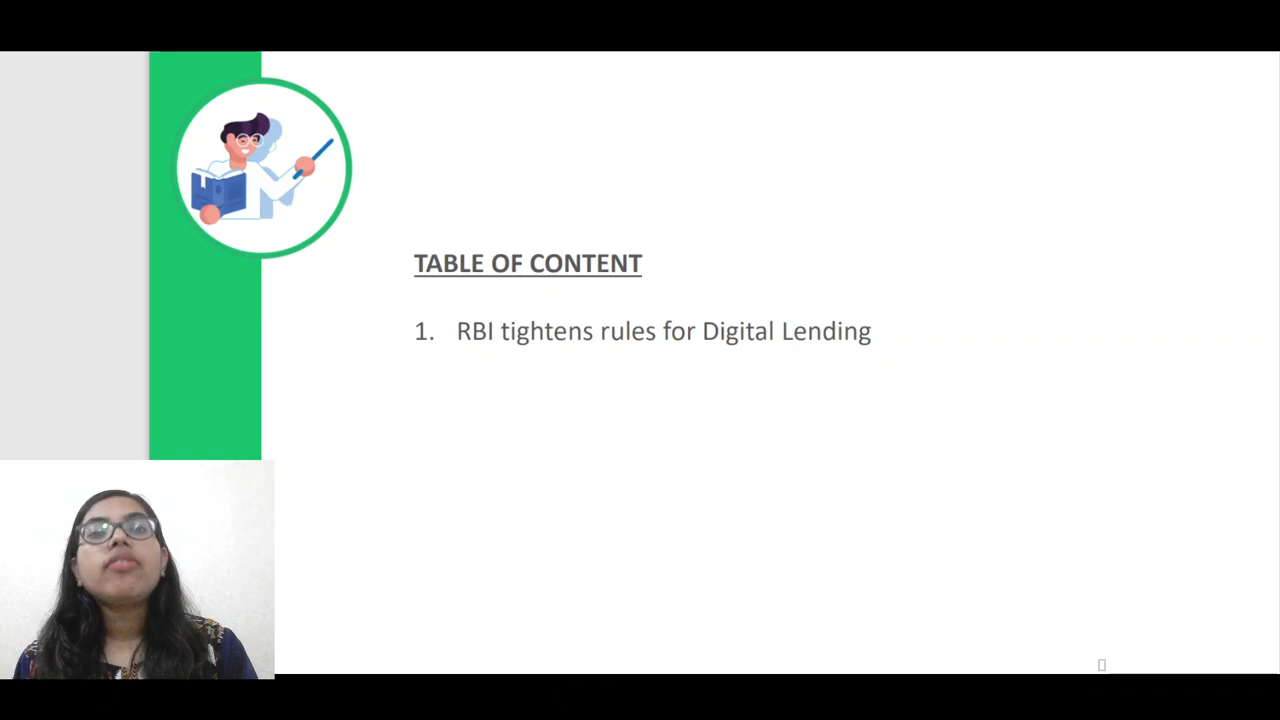 TABLE OF CONTENT
1. RBI tightens rules for Digital Lending